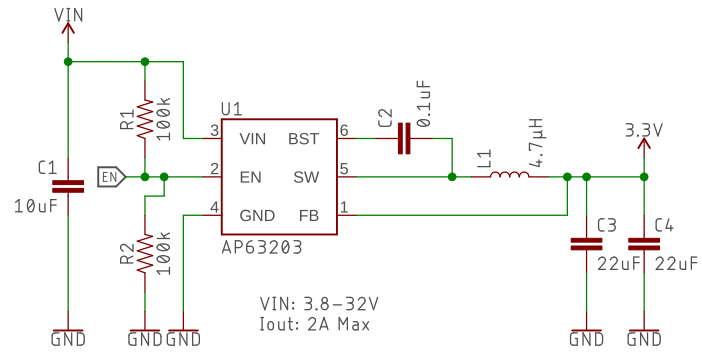 VIN
U1
R1
100k
C2
0.1uF
L1
4.7µH
3.3V
3
VIN
BST
6
C1
10uF
EN
2
EN
SW
5
4
GND
FB
1
R2
100k
AP63203
C3
22uF
C4
22uF
VIN: 3.8-32V
Iout: 2A Max
GND
GND
GND
GND
GND